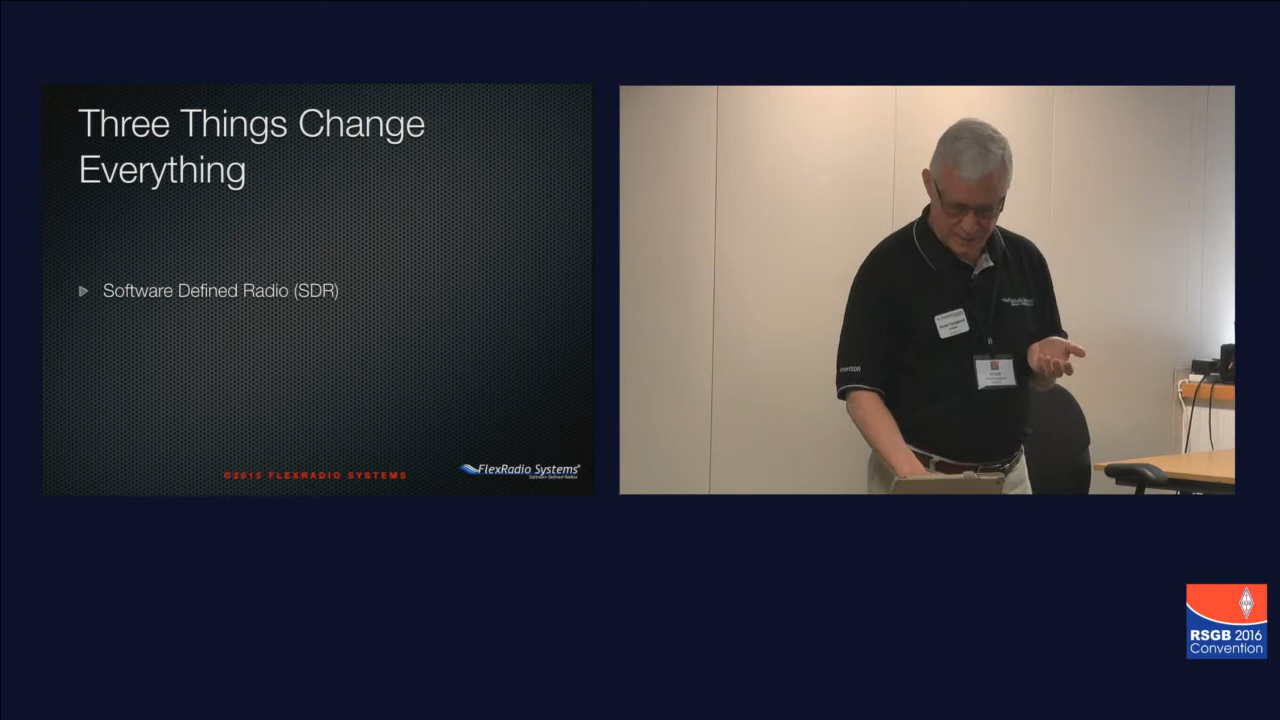 Three Things Change
Everything
Software Defined Radio (SDR)
©2015 FLEXRADIO SYSTEMS
FlexRadio Systems®
Software Defined Radios
RSGB 2016
Convention